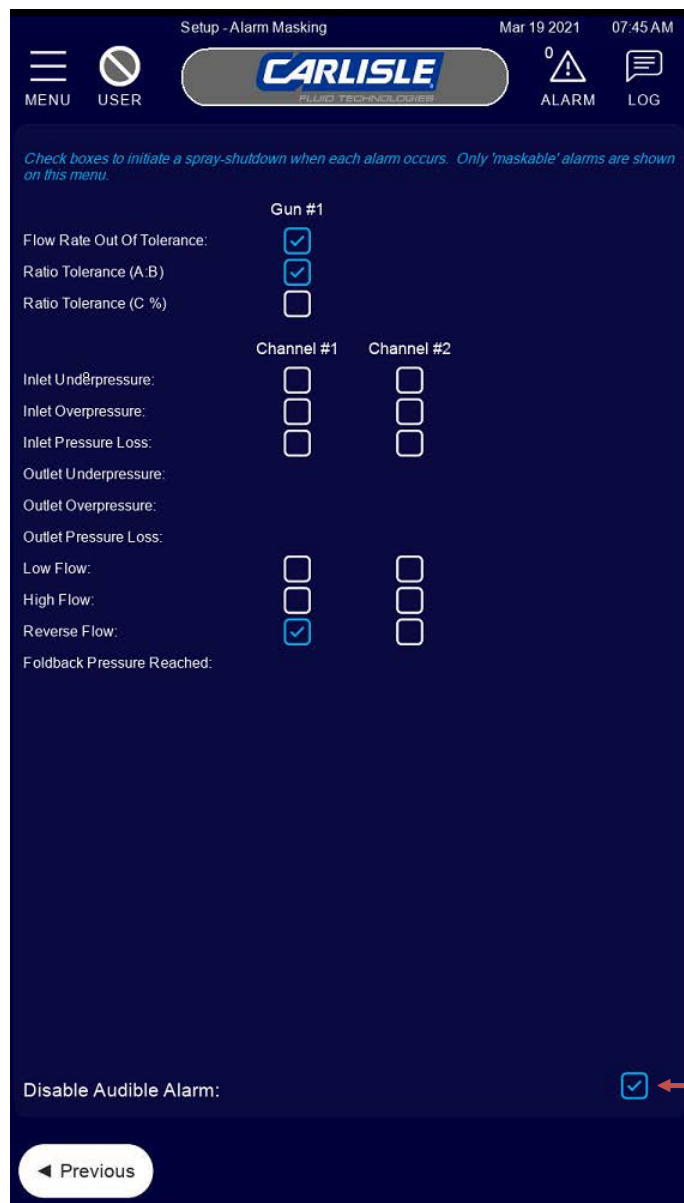 Setup - Alarm Masking Mar 19 2021 07:45 AM
CARLISLE
FLUID TECHNOLOGIES
0
MENU USER ALARM LOG
Check boxes to initiate a spray-shutdown when each alarm occurs. Only 'maskable' alarms are shown
on this menu.
Gun #1
Flow Rate Out Of Tolerance:
Ratio Tolerance (A:B)
Ratio Tolerance (C %)
Channel #1 Channel #2
Inlet Underpressure:
Inlet Overpressure:
Inlet Pressure Loss:
Outlet Underpressure:
Outlet Overpressure:
Outlet Pressure Loss:
Low Flow:
High Flow:
Reverse Flow:
Foldback Pressure Reached:
Disable Audible Alarm:
◄ Previous